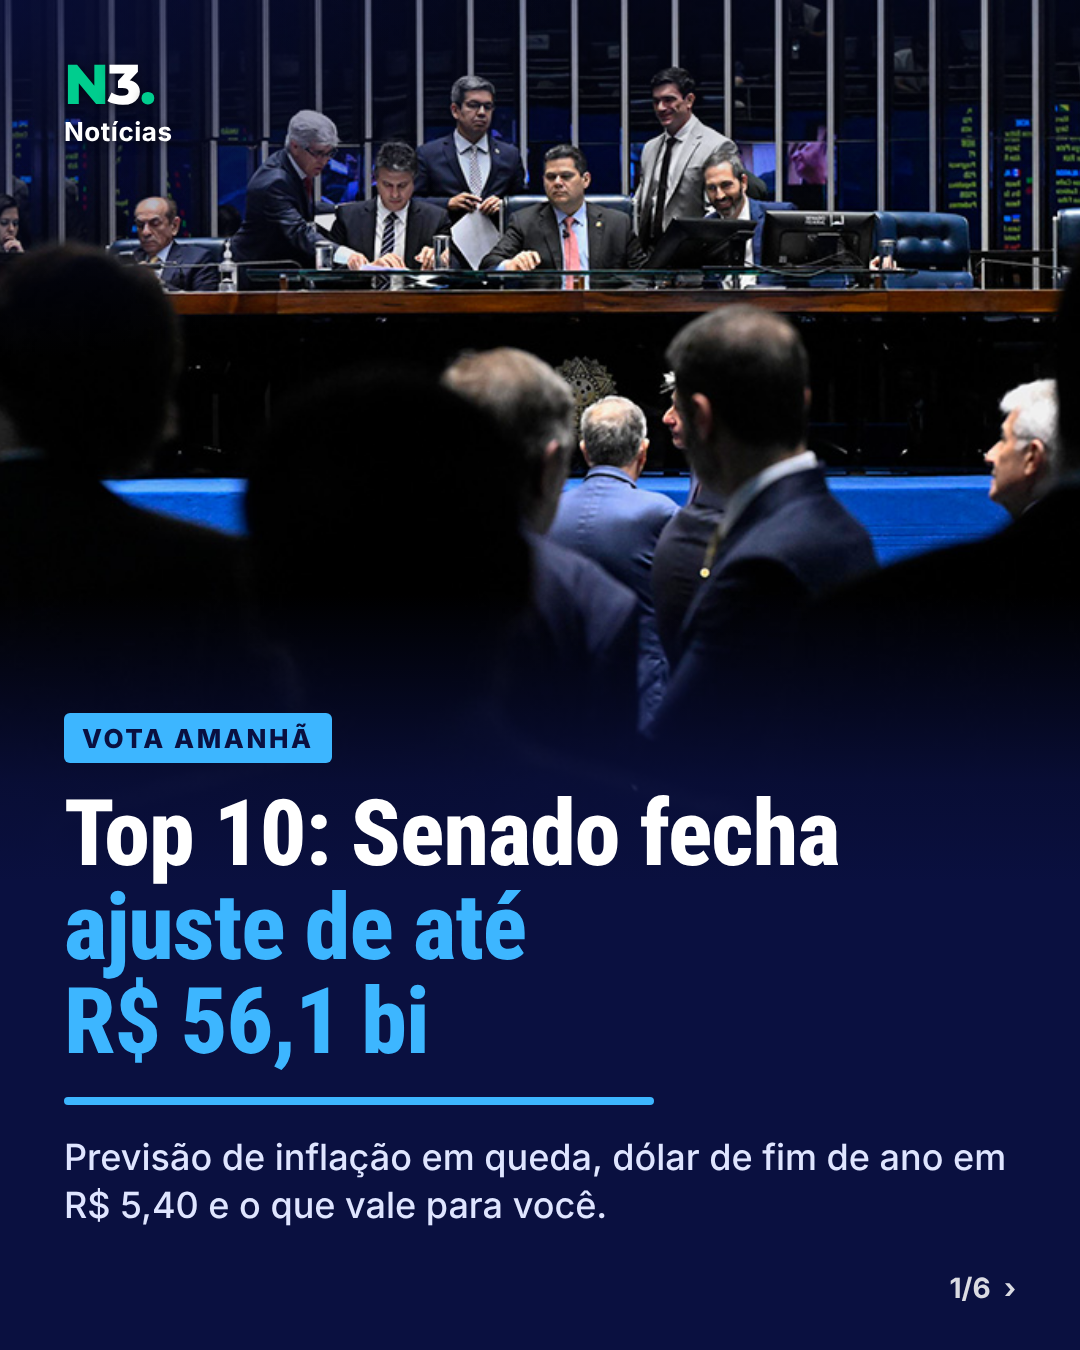 N3.
Notícias
VOTA AMANHÃ
Top 10: Senado fecha
ajuste de até
R$ 56,1 bi
Previsão de inflação em queda, dólar de fim de ano em
R$ 5,40 e o que vale para você.
1/6 ›